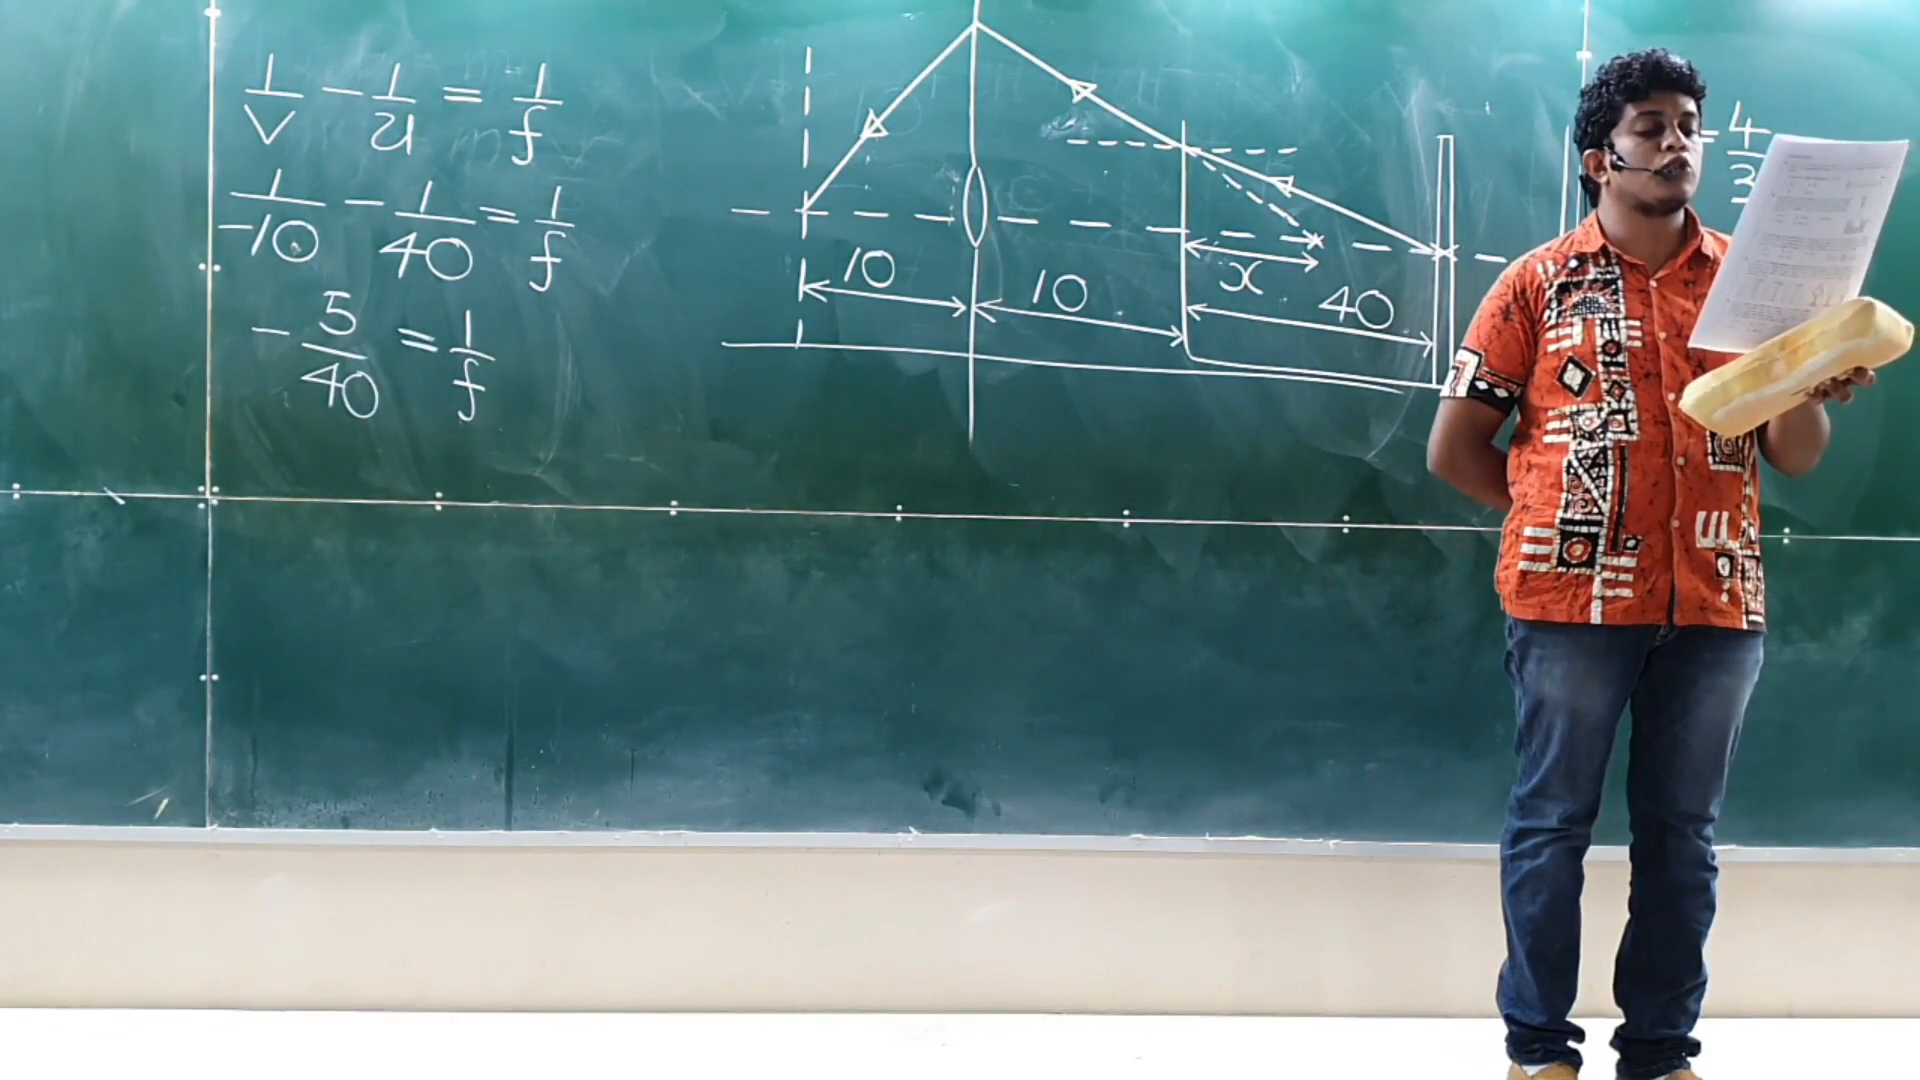 1/v - 1/u = 1/f
1/-10 - 1/40 = 1/f
- 5/40 = 1/f
10
10
x
40
= 4/3